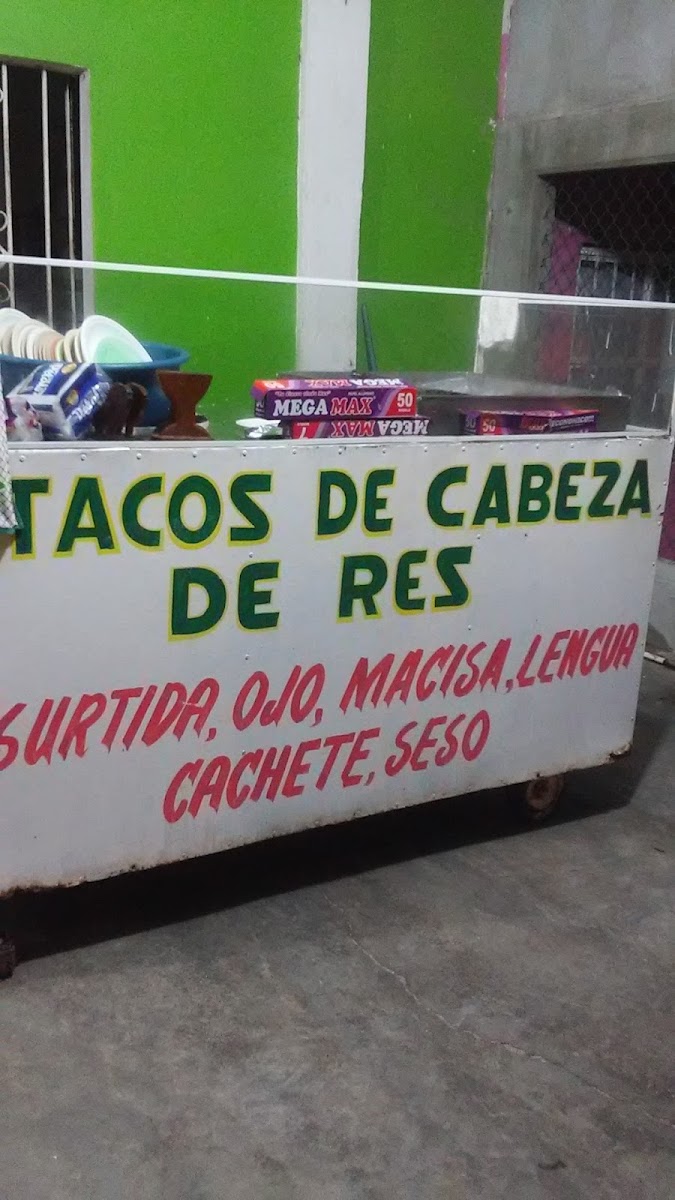 MEGA MAX 50
MEGA MAX
50
TACOS DE CABEZA
DE RES
SURTIDA, OJO, MACISA, LENGUA
CACHETE, SESO